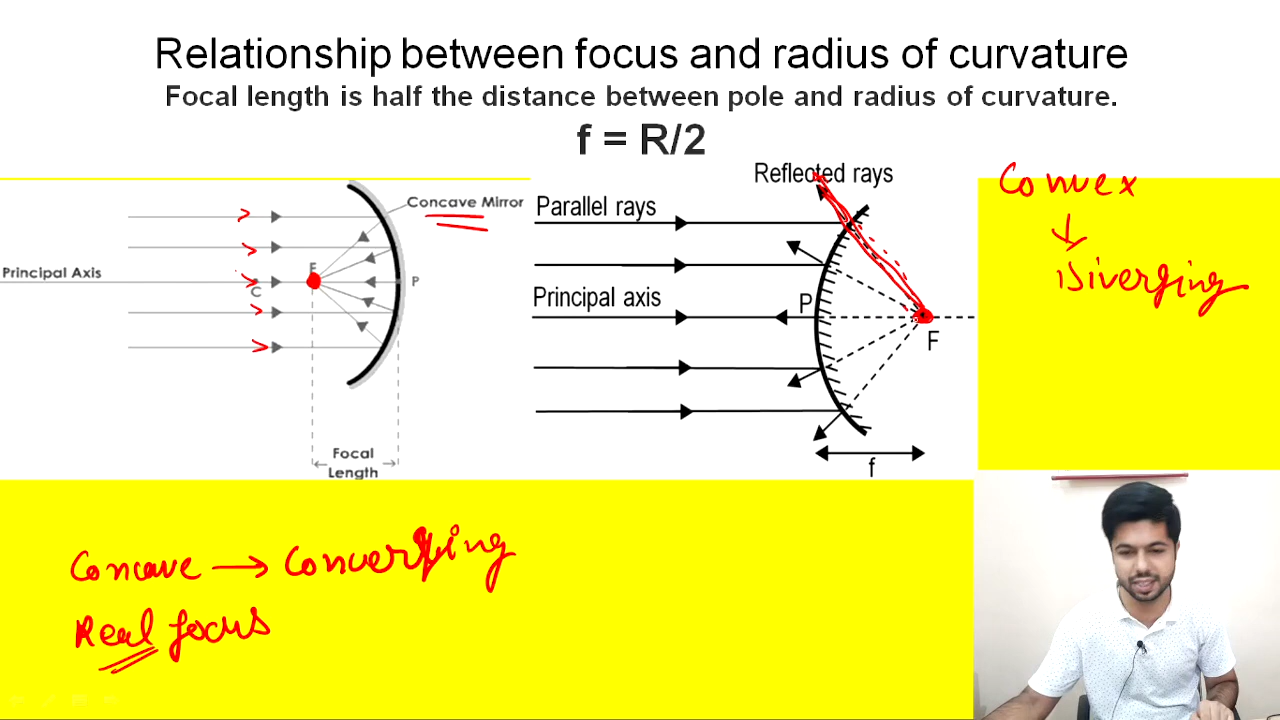 Relationship between focus and radius of curvature
Focal length is half the distance between pole and radius of curvature.
f = R/2
Concave Mirror
Principal Axis
F
C
P
Focal
Length
Reflected rays
Parallel rays
Principal axis
P
F
f
Convex
Diverging
Concave → Converging
Real focus